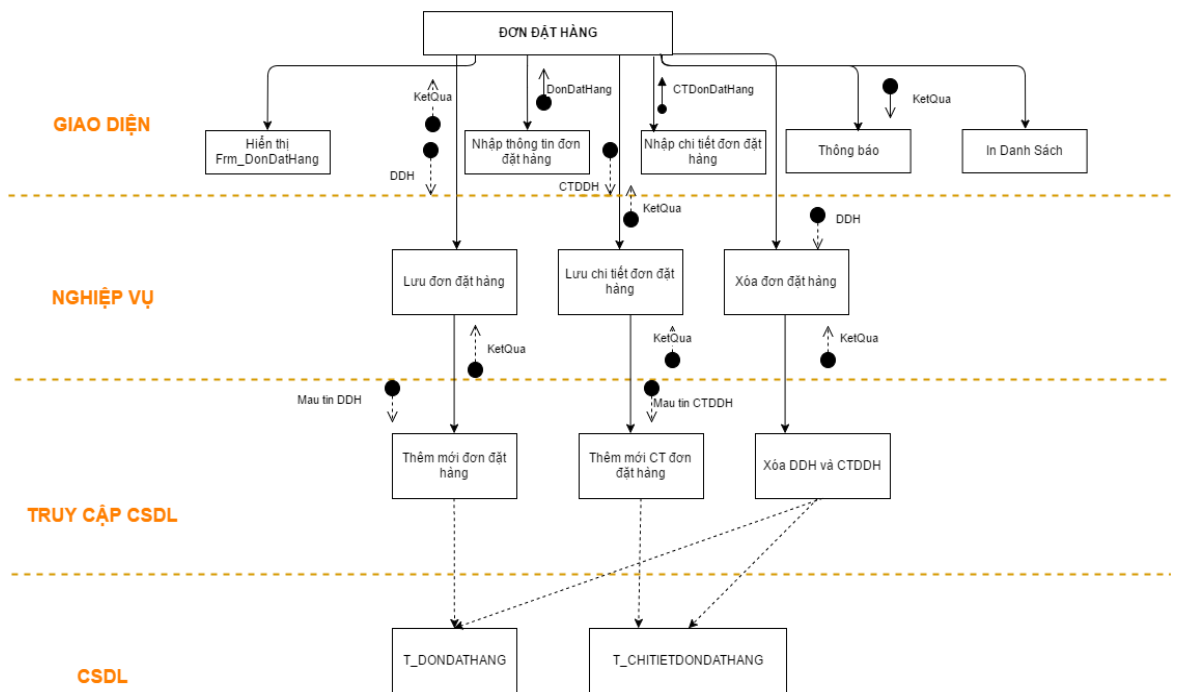 ĐƠN ĐẶT HÀNG
KetQua
DonDatHang
CTDonDatHang
KetQua
GIAO DIỆN
Hiển thị
Frm_DonDatHang
Nhập thông tin đơn
đặt hàng
Nhập chi tiết đơn đặt
hàng
Thông báo
In Danh Sách
DDH
CTDDH
KetQua
DDH
NGHIỆP VỤ
Lưu đơn đặt hàng
Lưu chi tiết đơn đặt
hàng
Xóa đơn đặt hàng
KetQua
KetQua
KetQua
Mau tin DDH
Mau tin CTDDH
TRUY CẬP CSDL
Thêm mới đơn đặt
hàng
Thêm mới CT đơn
đặt hàng
Xóa DDH và CTDDH
CSDL
T_DONDATHANG
T_CHITIETDONDATHANG